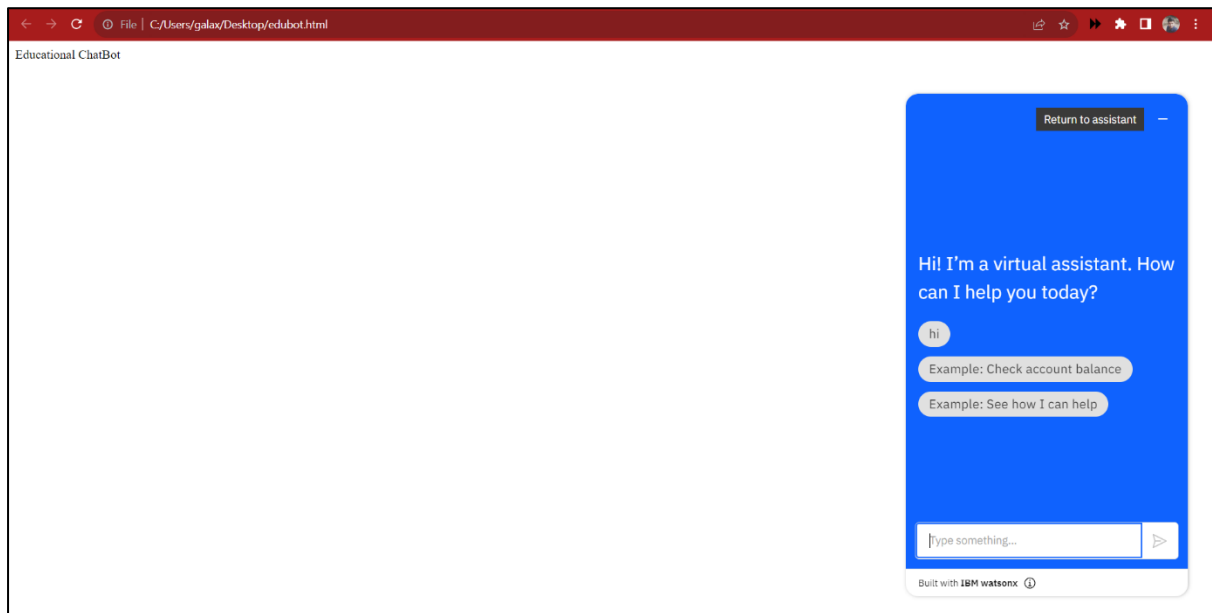 File | C:/Users/galax/Desktop/edubot.html
Educational ChatBot
Return to assistant
Hi! I'm a virtual assistant. How
can I help you today?
hi
Example: Check account balance
Example: See how I can help
Type something...
Built with IBM watsonx